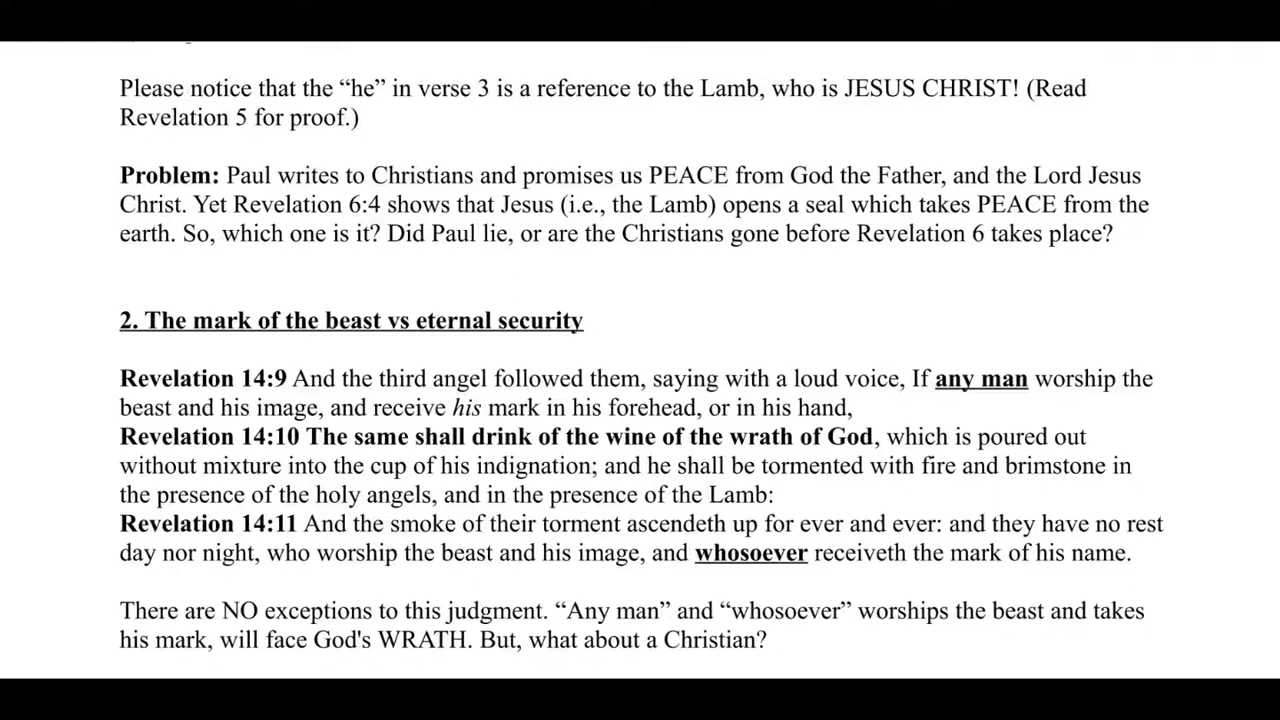 Please notice that the “he” in verse 3 is a reference to the Lamb, who is JESUS CHRIST! (Read
Revelation 5 for proof.)
Problem: Paul writes to Christians and promises us PEACE from God the Father, and the Lord Jesus
Christ. Yet Revelation 6:4 shows that Jesus (i.e., the Lamb) opens a seal which takes PEACE from the
earth. So, which one is it? Did Paul lie, or are the Christians gone before Revelation 6 takes place?
2. The mark of the beast vs eternal security
Revelation 14:9 And the third angel followed them, saying with a loud voice, If any man worship the
beast and his image, and receive his mark in his forehead, or in his hand,
Revelation 14:10 The same shall drink of the wine of the wrath of God, which is poured out
without mixture into the cup of his indignation; and he shall be tormented with fire and brimstone in
the presence of the holy angels, and in the presence of the Lamb:
Revelation 14:11 And the smoke of their torment ascendeth up for ever and ever: and they have no rest
day nor night, who worship the beast and his image, and whosoever receiveth the mark of his name.
There are NO exceptions to this judgment. “Any man” and “whosoever” worships the beast and takes
his mark, will face God's WRATH. But, what about a Christian?